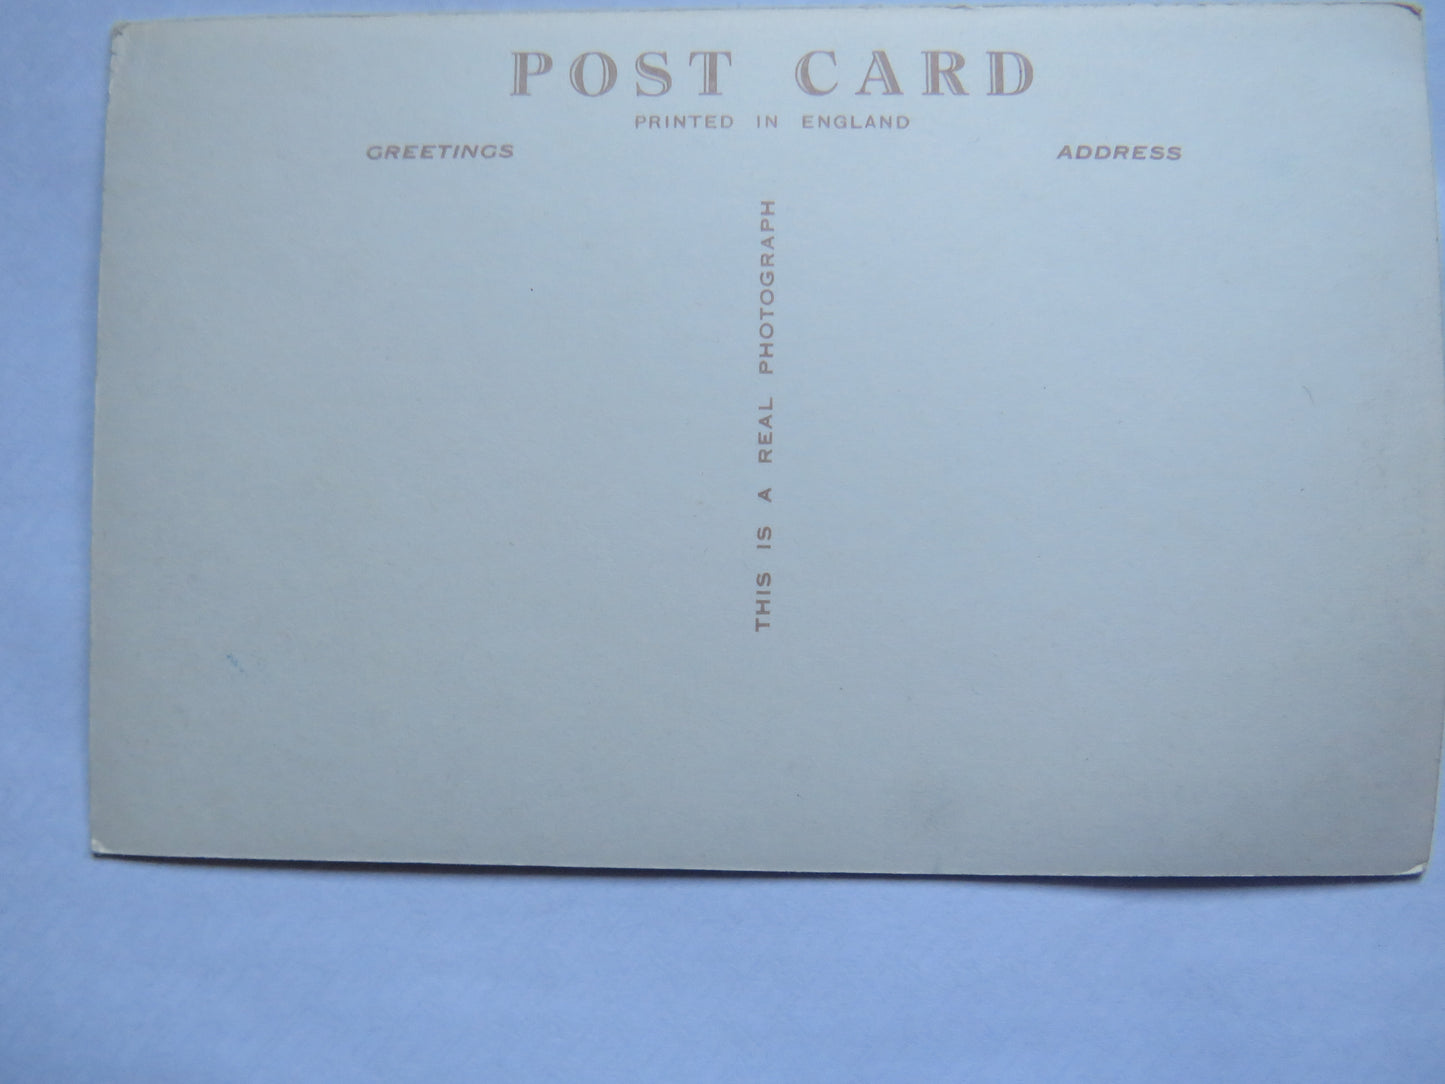 POST CARD
PRINTED IN ENGLAND
GREETINGS
ADDRESS
THIS IS A REAL PHOTOGRAPH